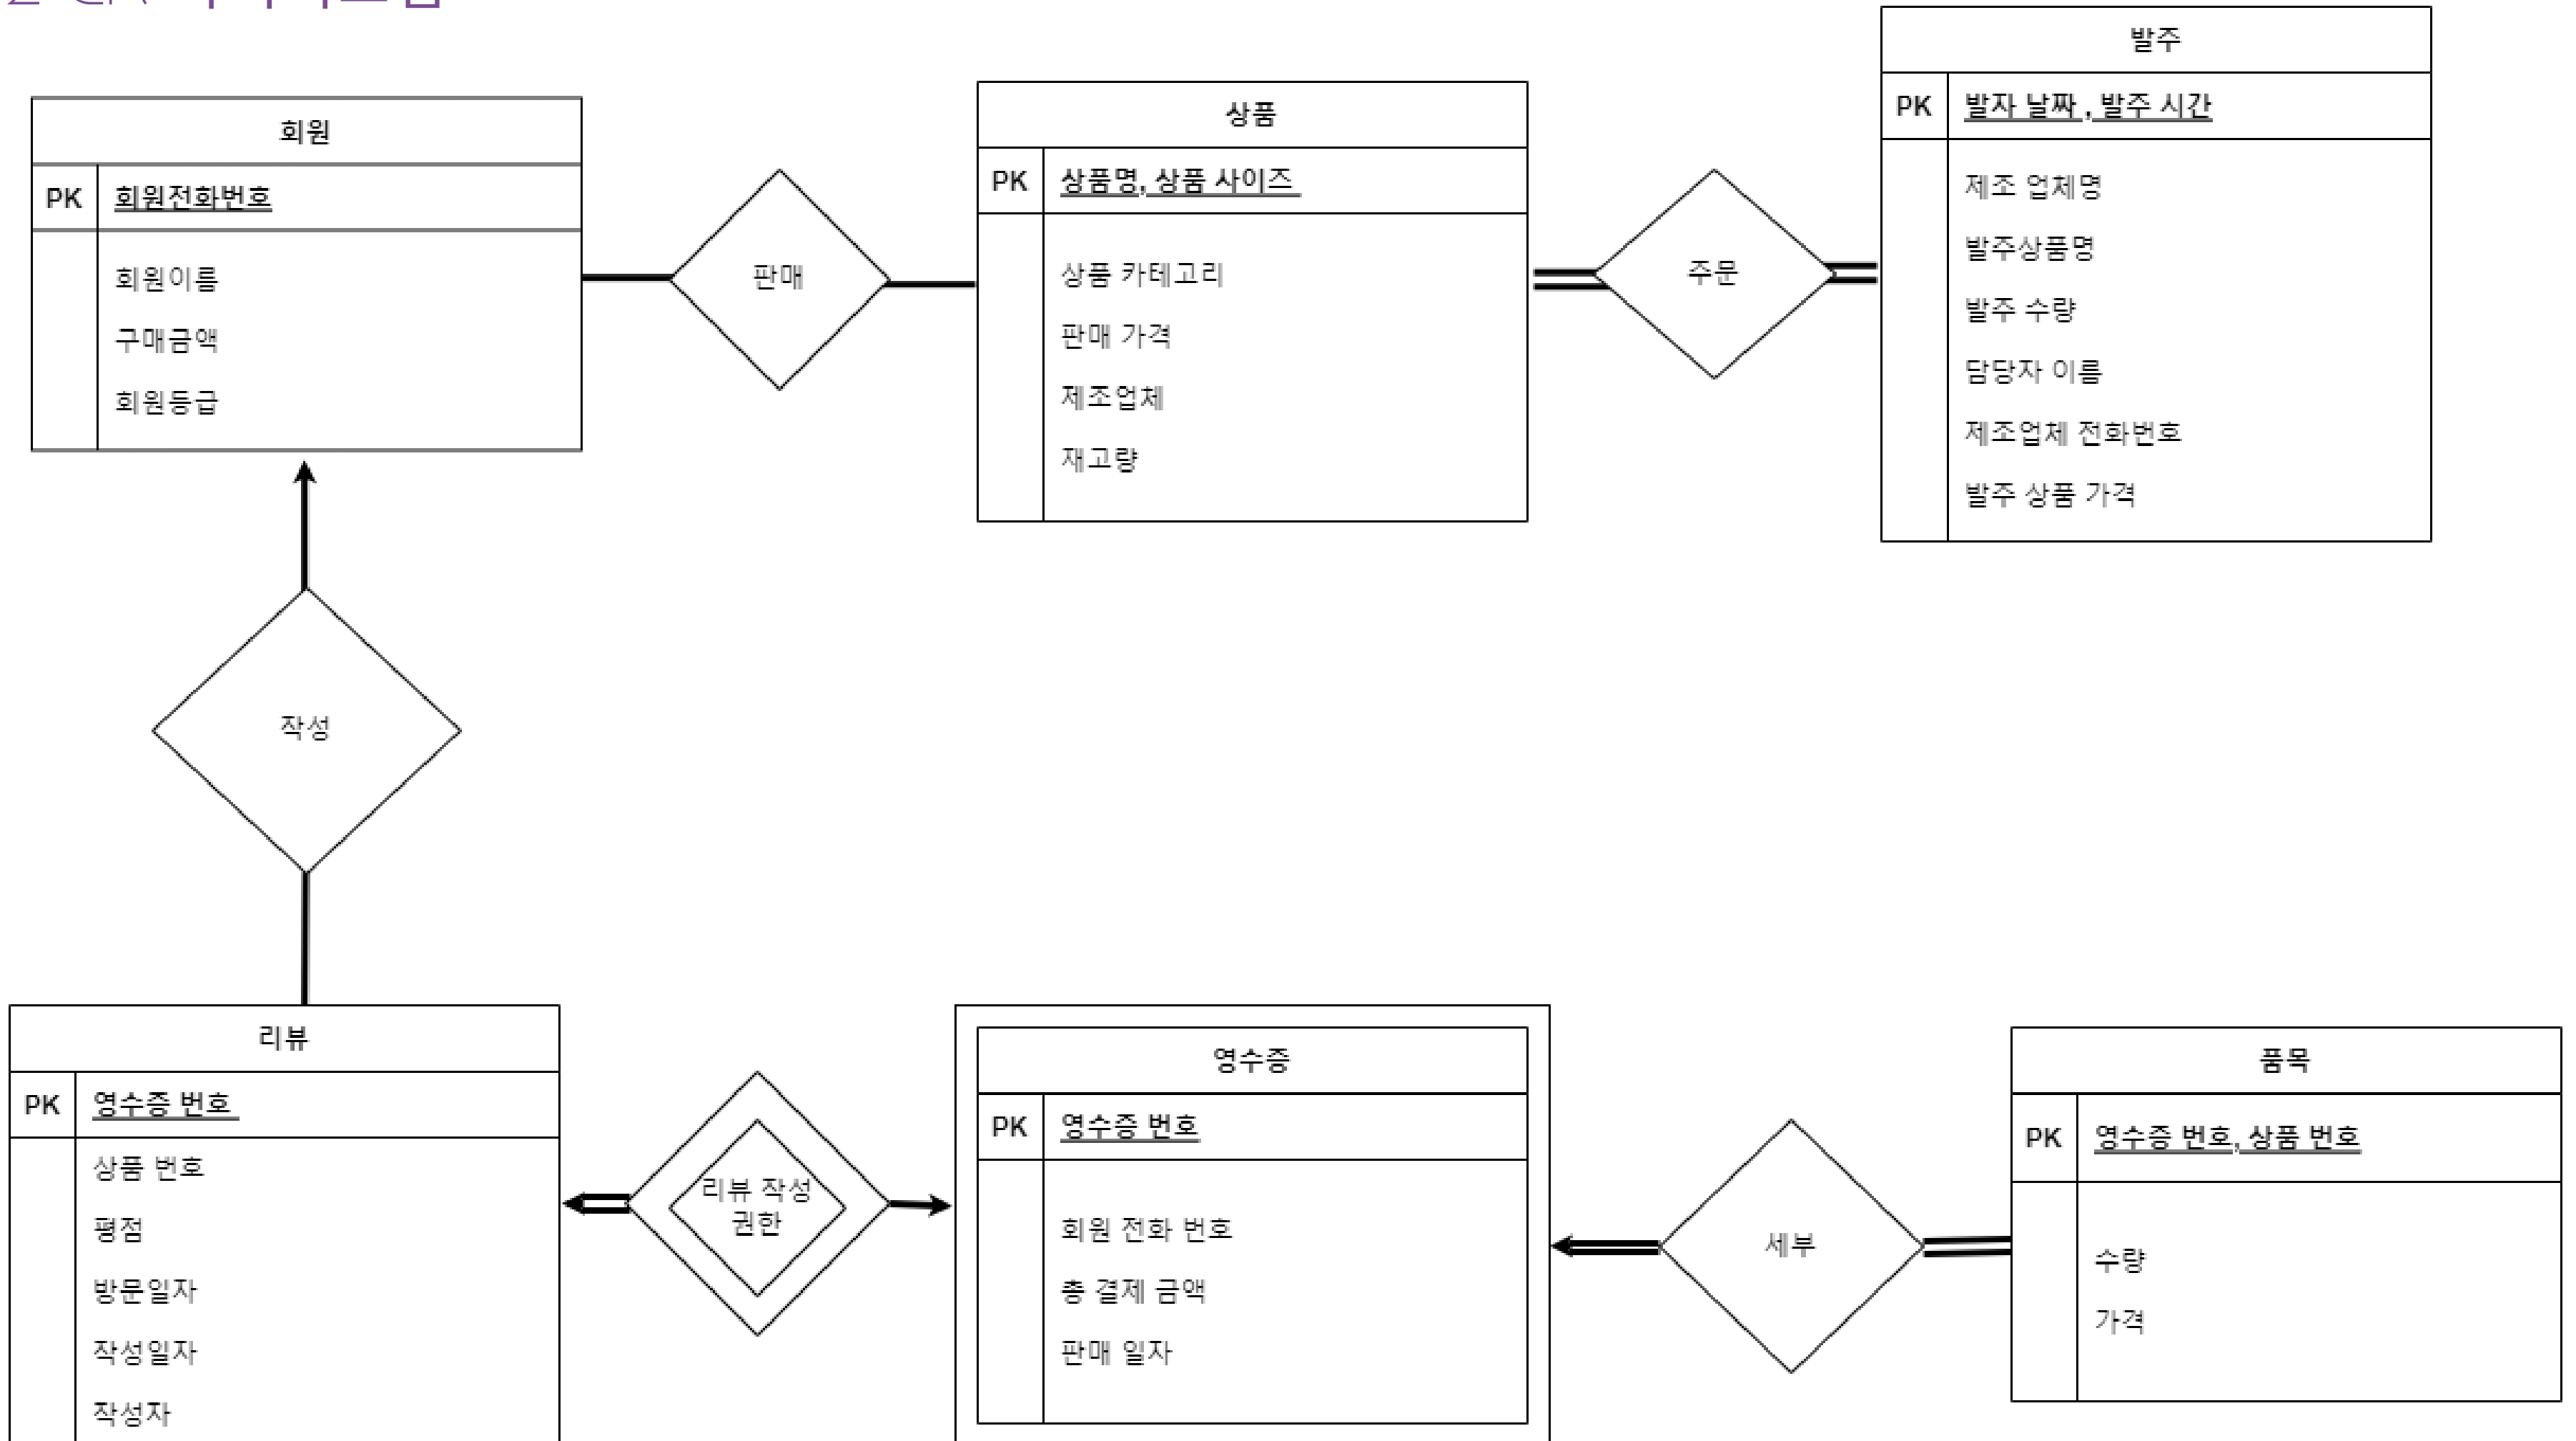 회원
PK 회원전화번호
회원이름
구매금액
회원등급
판매
상품
PK 상품명, 상품 사이즈
상품 카테고리
판매 가격
제조업체
재고량
주문
발주
PK 발자 날짜 , 발주 시간
제조 업체명
발주상품명
발주 수량
담당자 이름
제조업체 전화번호
발주 상품 가격
작성
리뷰
PK 영수증 번호
상품 번호
평점
방문일자
작성일자
작성자
리뷰 작성
권한
영수증
PK 영수증 번호
회원 전화 번호
총 결제 금액
판매 일자
세부
품목
PK 영수증 번호, 상품 번호
수량
가격